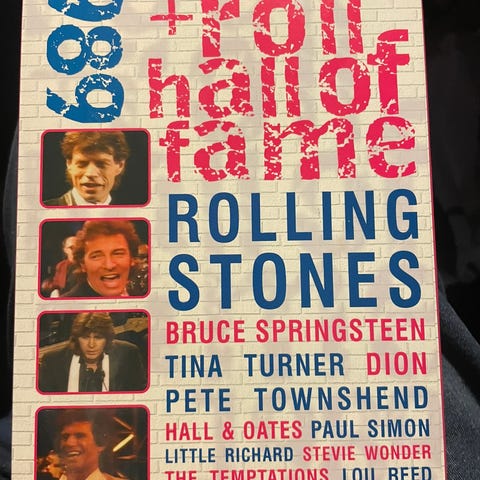 689
+roll
hall of
fame
ROLLING
STONES
BRUCE SPRINGSTEEN
TINA TURNER DION
PETE TOWNSHEND
HALL & OATES PAUL SIMON
LITTLE RICHARD STEVIE WONDER
THE TEMPTATIONS LOU REED